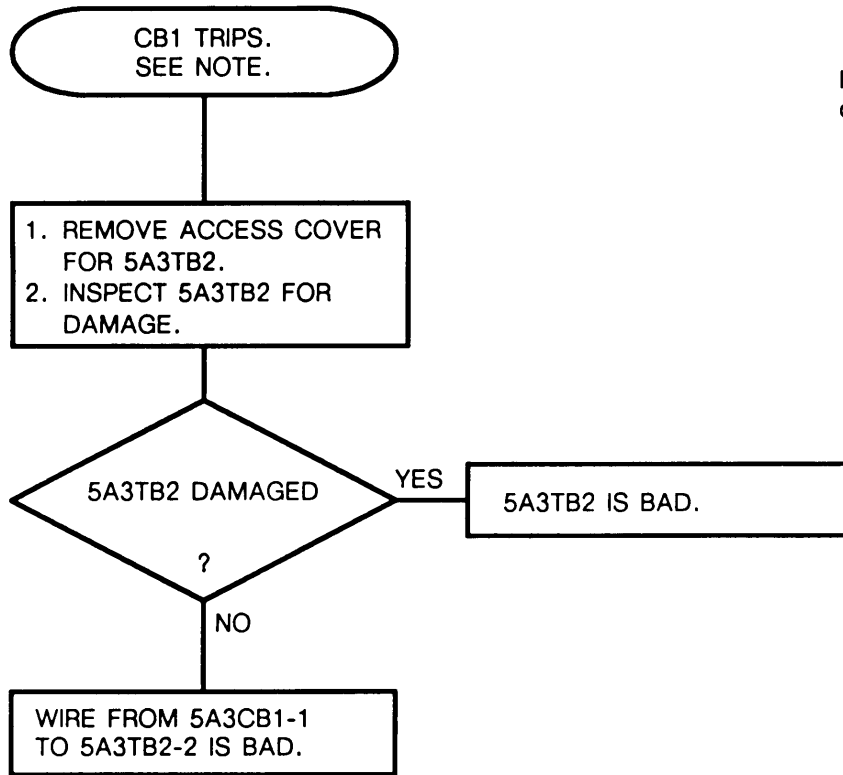 CB1 TRIPS.
SEE NOTE.
1. REMOVE ACCESS COVER
FOR 5A3TB2.
2. INSPECT 5A3TB2 FOR
DAMAGE.
5A3TB2 DAMAGED
?
YES
5A3TB2 IS BAD.
NO
WIRE FROM 5A3CB1-1
TO 5A3TB2-2 IS BAD.